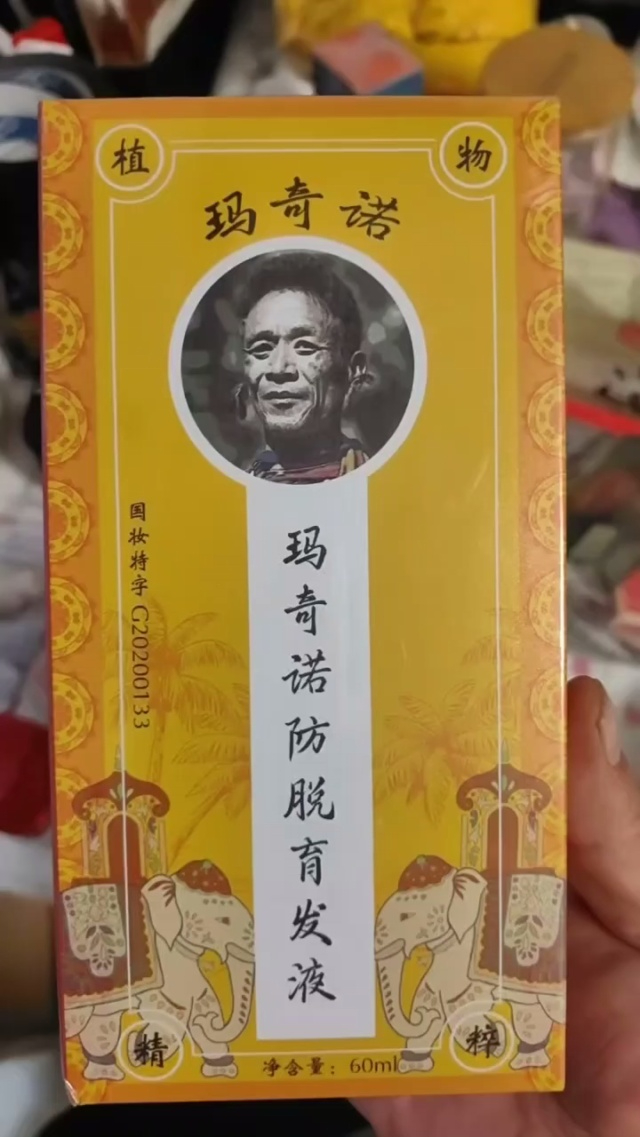 植
物
玛奇诺
国妆特字 G20200133
玛奇诺防脱育发液
精
粹
净含量：60ml